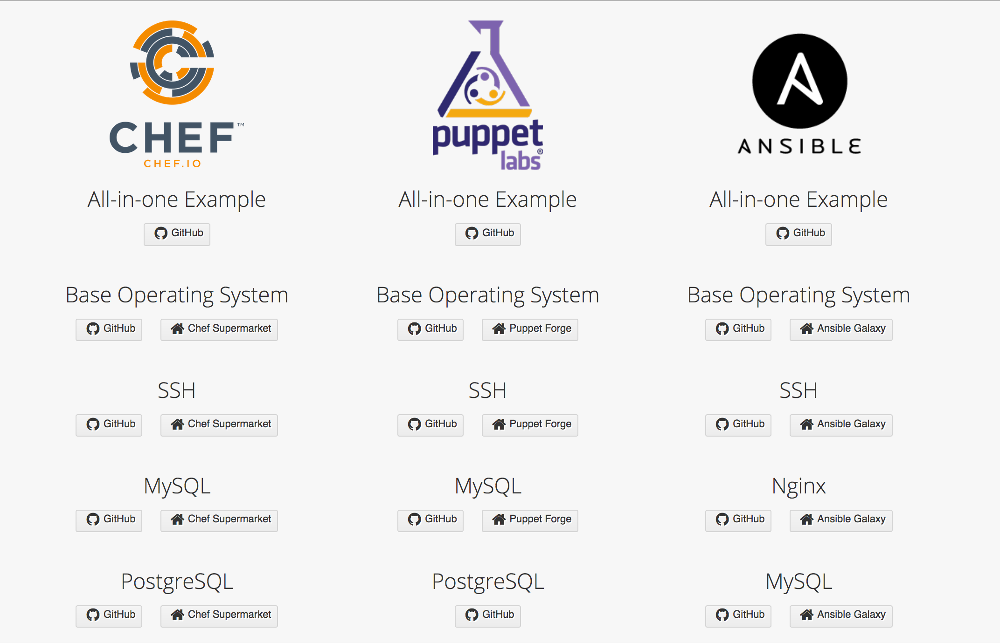 CHEF™
CHEF.IO
All-in-one Example
GitHub
Base Operating System
GitHub Chef Supermarket
SSH
GitHub Chef Supermarket
MySQL
GitHub Chef Supermarket
PostgreSQL
GitHub Chef Supermarket
puppet
labs®
All-in-one Example
GitHub
Base Operating System
GitHub Puppet Forge
SSH
GitHub Puppet Forge
MySQL
GitHub Puppet Forge
PostgreSQL
GitHub
A
ANSIBLE
All-in-one Example
GitHub
Base Operating System
GitHub Ansible Galaxy
SSH
GitHub Ansible Galaxy
Nginx
GitHub Ansible Galaxy
MySQL
GitHub Ansible Galaxy